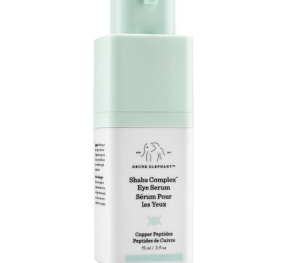 DRUNK ELEPHANT™
Shaba Complex™
Eye Serum
Sérum Pour
les Yeux
Copper Peptides
Peptides de Cuivre
15 ml / .5 fl oz